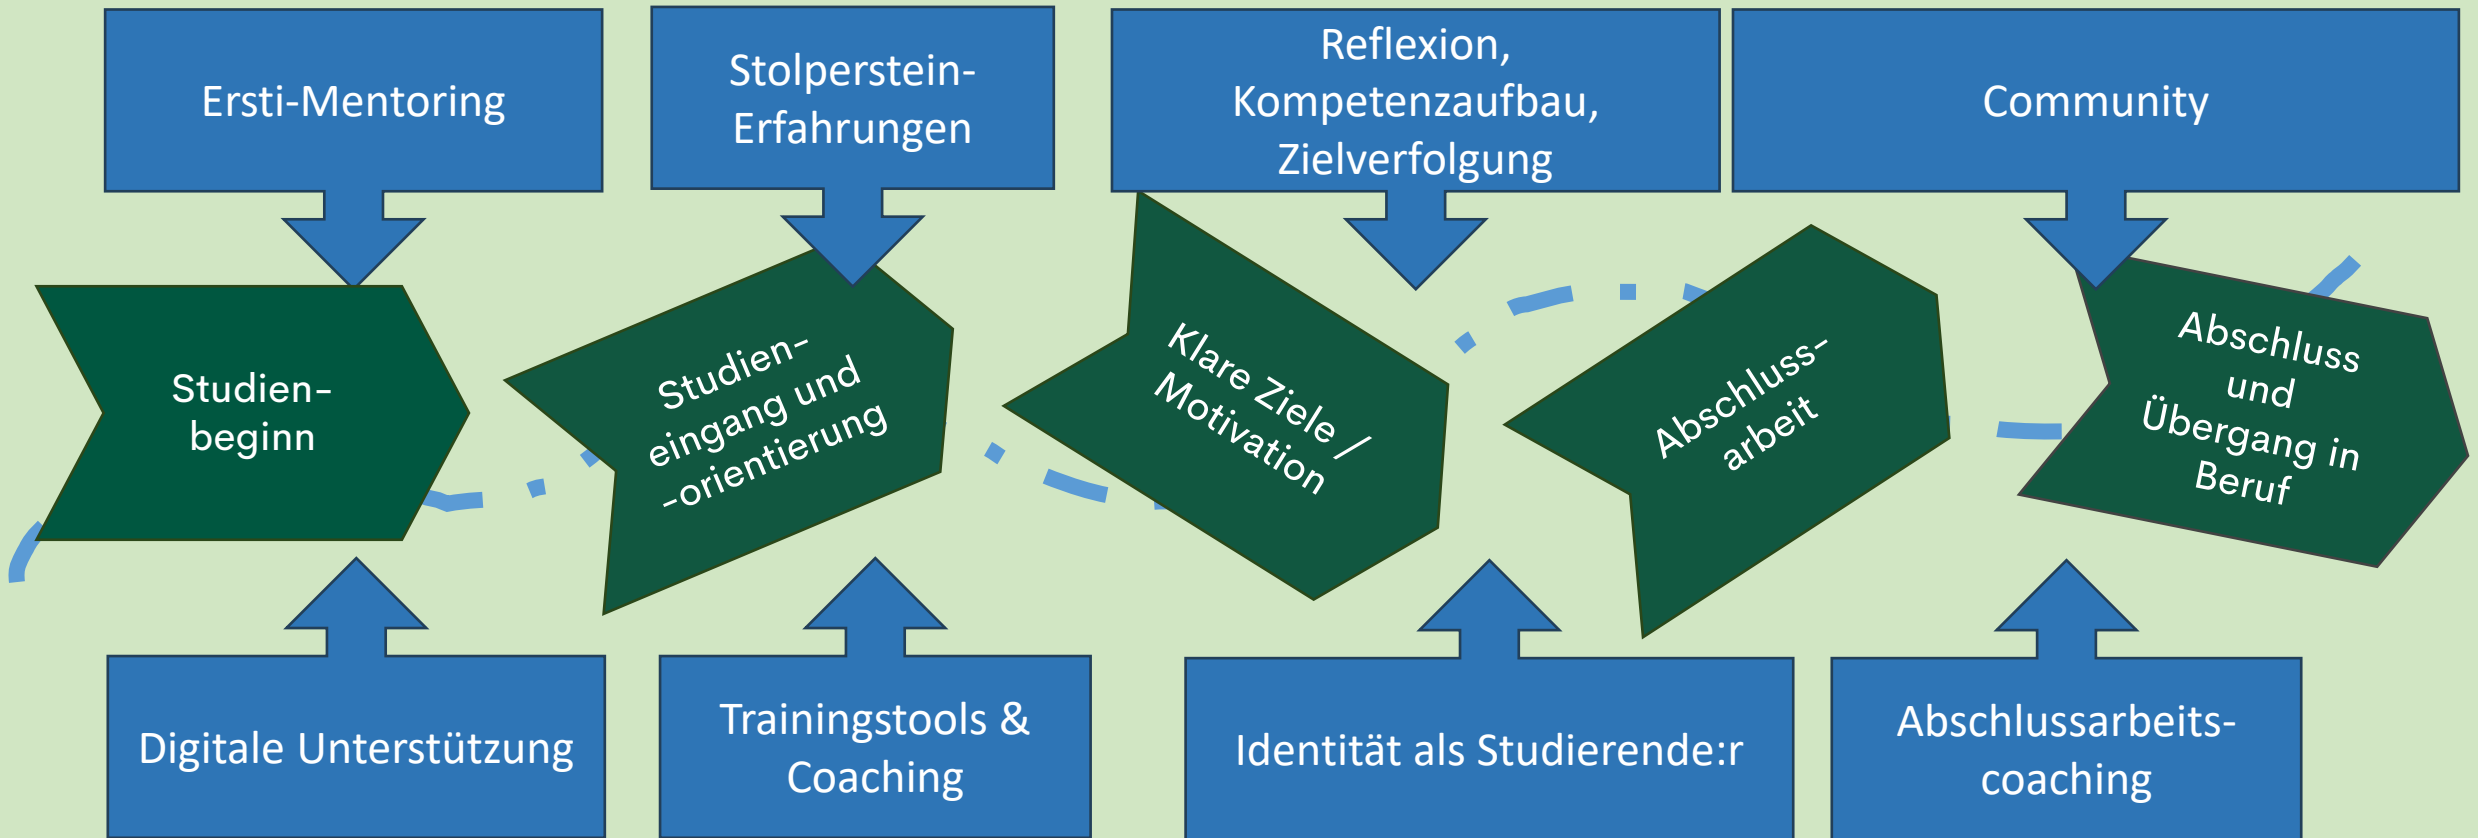 Ersti-Mentoring
Stolperstein-
Erfahrungen
Reflexion,
Kompetenzaufbau,
Zielverfolgung
Community
Studien-
beginn
Studien-
eingang und
-orientierung
Klare Ziele /
Motivation
Abschluss-
arbeit
Abschluss
und
Übergang in
Beruf
Digitale Unterstützung
Trainingstools &
Coaching
Identität als Studierende:r
Abschlussarbeits-
coaching